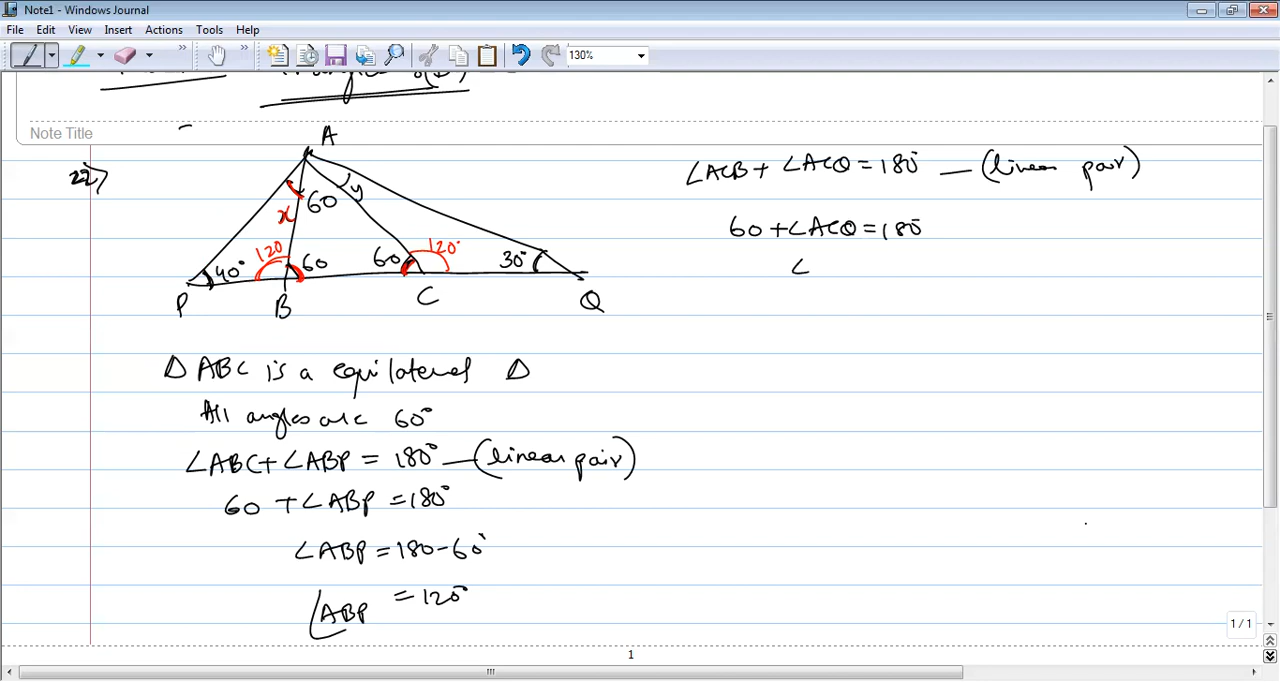 Note1 - Windows Journal
File Edit View Insert Actions Tools Help
130%
Note Title
22)
A
60
y
x
120
120°
40°
60
60
30°
P
B
C
Q
∆ ABC is a equilateral ∆
All angles are 60°
∠ABC + ∠ABP = 180° — (linear pair)
60 + ∠ABP = 180°
∠ABP = 180 - 60°
∠ABP = 120°
∠ACB + ∠ACQ = 180° — (linear pair)
60 + ∠ACQ = 180°
∠
1 / 1
1